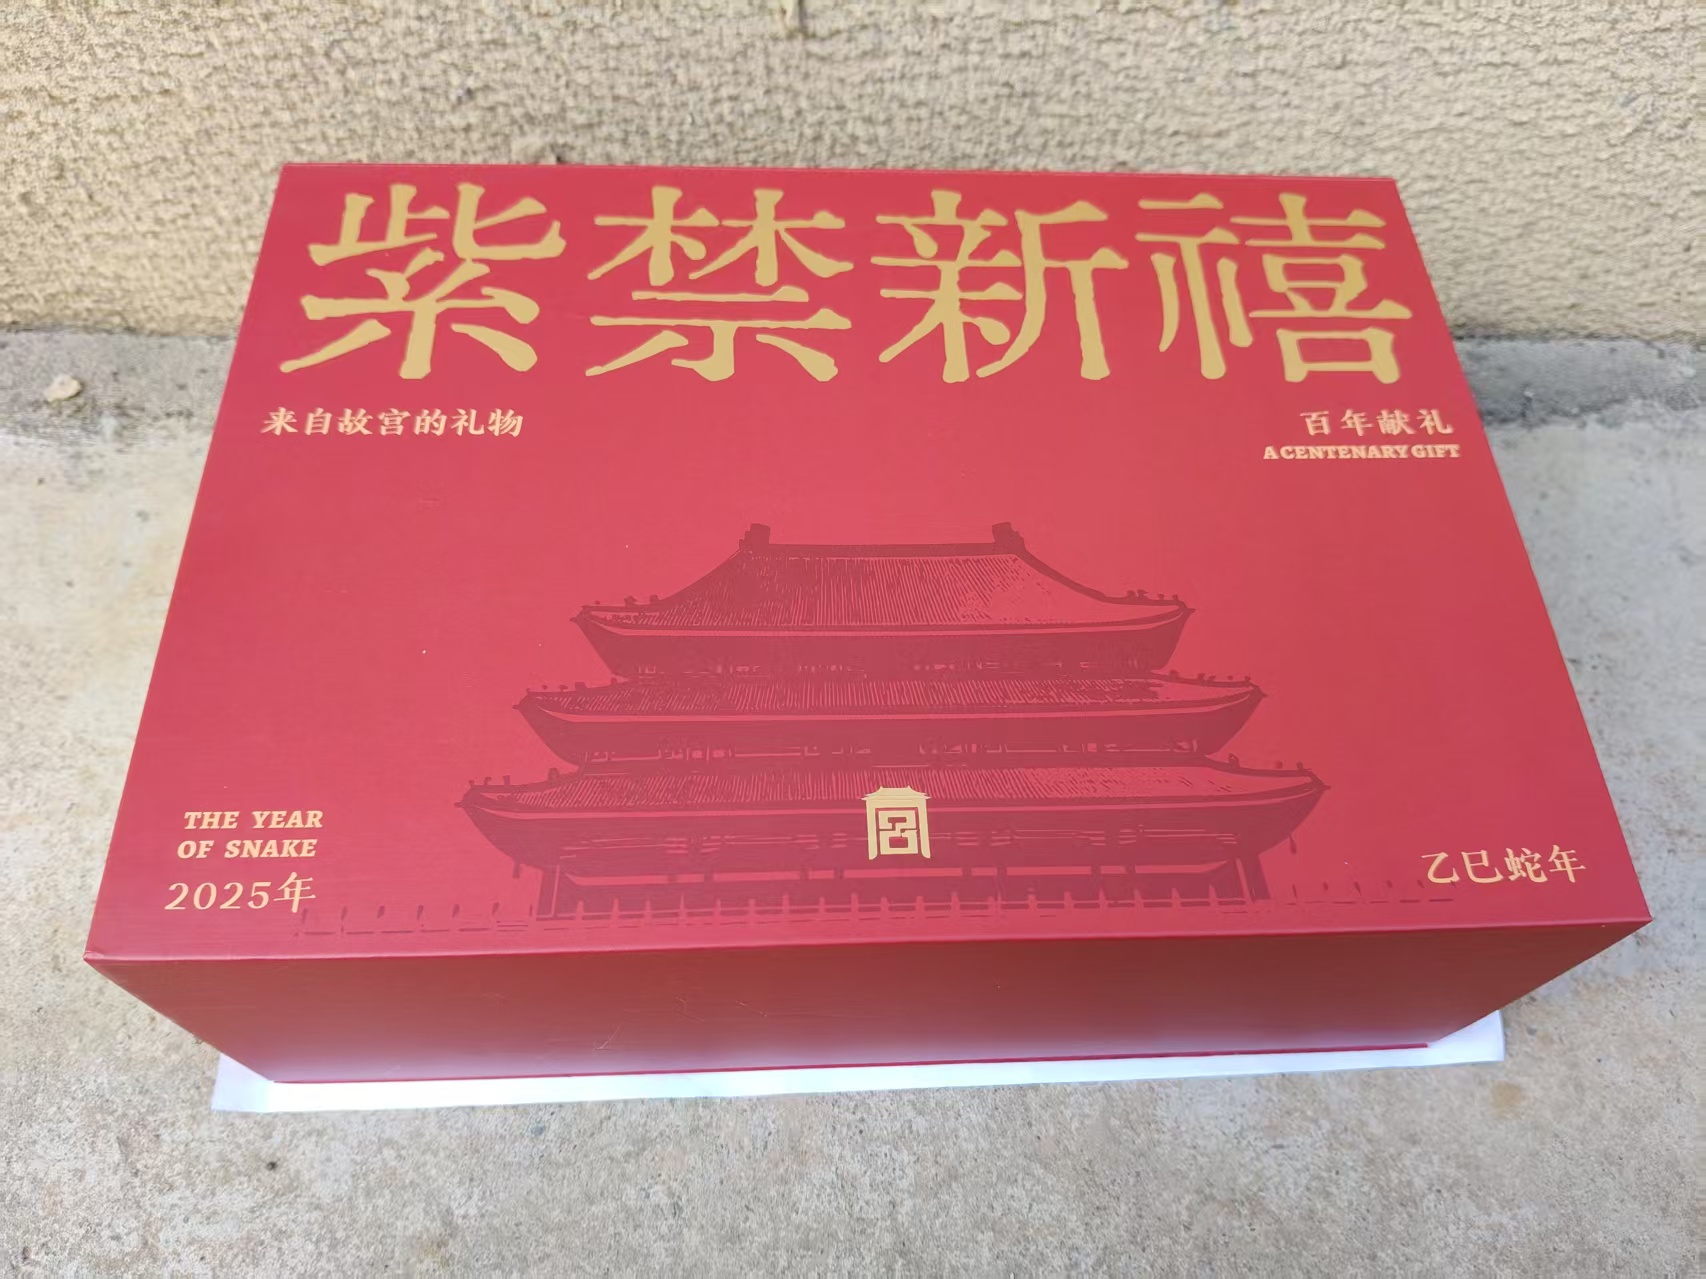 紫禁新禧
来自故宫的礼物
百年献礼
A CENTENARY GIFT
THE YEAR
OF SNAKE
2025年
宫
乙巳蛇年